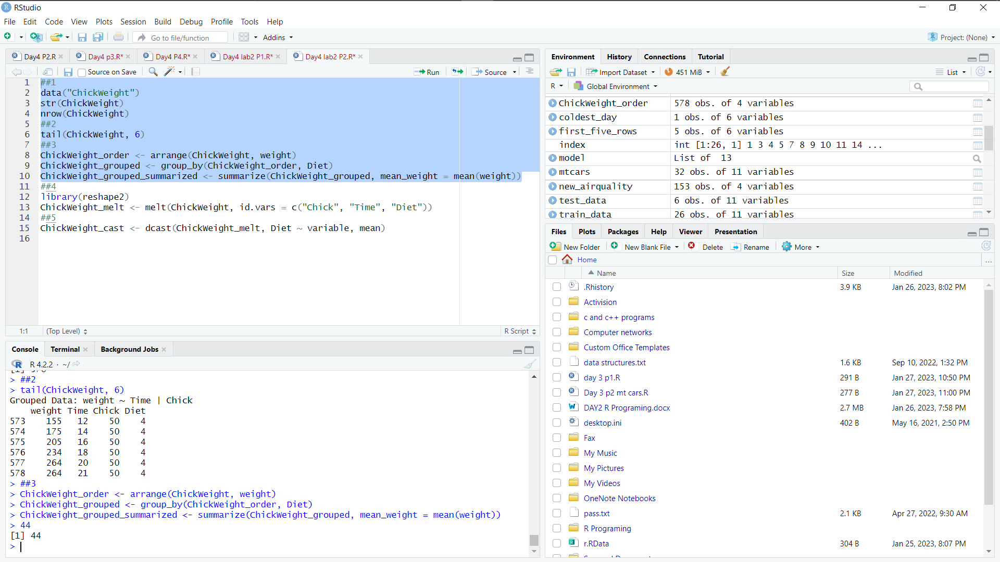 RStudio
File Edit Code View Plots Session Build Debug Profile Tools Help
Go to file/function Addins Project: (None)
Day4 P2.R Day4 p3.R* Day4 P4.R* Day4 lab2 P1.R* Day4 lab2 P2.R*
Source on Save Run Source
1 ##1
2 data("ChickWeight")
3 str(ChickWeight)
4 nrow(ChickWeight)
5 ##2
6 tail(ChickWeight, 6)
7 ##3
8 ChickWeight_order <- arrange(ChickWeight, weight)
9 ChickWeight_grouped <- group_by(ChickWeight_order, Diet)
10 ChickWeight_grouped_summarized <- summarize(ChickWeight_grouped, mean_weight = mean(weight))
11 ##4
12 library(reshape2)
13 ChickWeight_melt <- melt(ChickWeight, id.vars = c("Chick", "Time", "Diet"))
14 ##5
15 ChickWeight_cast <- dcast(ChickWeight_melt, Diet ~ variable, mean)
16
1:1 (Top Level) R Script
Console Terminal Background Jobs
R 4.2.2 · ~/
> ##2
> tail(ChickWeight, 6)
Grouped Data: weight ~ Time | Chick
weight Time Chick Diet
573 155 12 50 4
574 175 14 50 4
575 205 16 50 4
576 234 18 50 4
577 264 20 50 4
578 264 21 50 4
> ##3
> ChickWeight_order <- arrange(ChickWeight, weight)
> ChickWeight_grouped <- group_by(ChickWeight_order, Diet)
> ChickWeight_grouped_summarized <- summarize(ChickWeight_grouped, mean_weight = mean(weight))
> 44
[1] 44
>
Environment History Connections Tutorial
Import Dataset 451 MiB List
R Global Environment
ChickWeight_order 578 obs. of 4 variables
coldest_day 1 obs. of 6 variables
first_five_rows 5 obs. of 6 variables
index int [1:26, 1] 1 3 4 5 7 8 9 10 11 14 ...
model List of 13
mtcars 32 obs. of 11 variables
new_airquality 153 obs. of 4 variables
test_data 6 obs. of 11 variables
train_data 26 obs. of 11 variables
Files Plots Packages Help Viewer Presentation
New Folder New Blank File Delete Rename More
Home ...
Name Size Modified
.Rhistory 3.9 KB Jan 26, 2023, 8:02 PM
Activision
c and c++ programs
Computer networks
Custom Office Templates
data structures.txt 1.6 KB Sep 10, 2022, 1:32 PM
day 3 p1.R 291 B Jan 27, 2023, 10:50 PM
Day 3 p2 mt cars.R 277 B Jan 27, 2023, 11:00 PM
DAY2 R Programing.docx 2.7 MB Jan 26, 2023, 7:58 PM
desktop.ini 402 B May 16, 2021, 2:50 PM
Fax
My Music
My Pictures
My Videos
OneNote Notebooks
pass.txt 2.1 KB Apr 27, 2022, 9:30 AM
R Programing
r.RData 304 B Jan 25, 2023, 8:07 PM